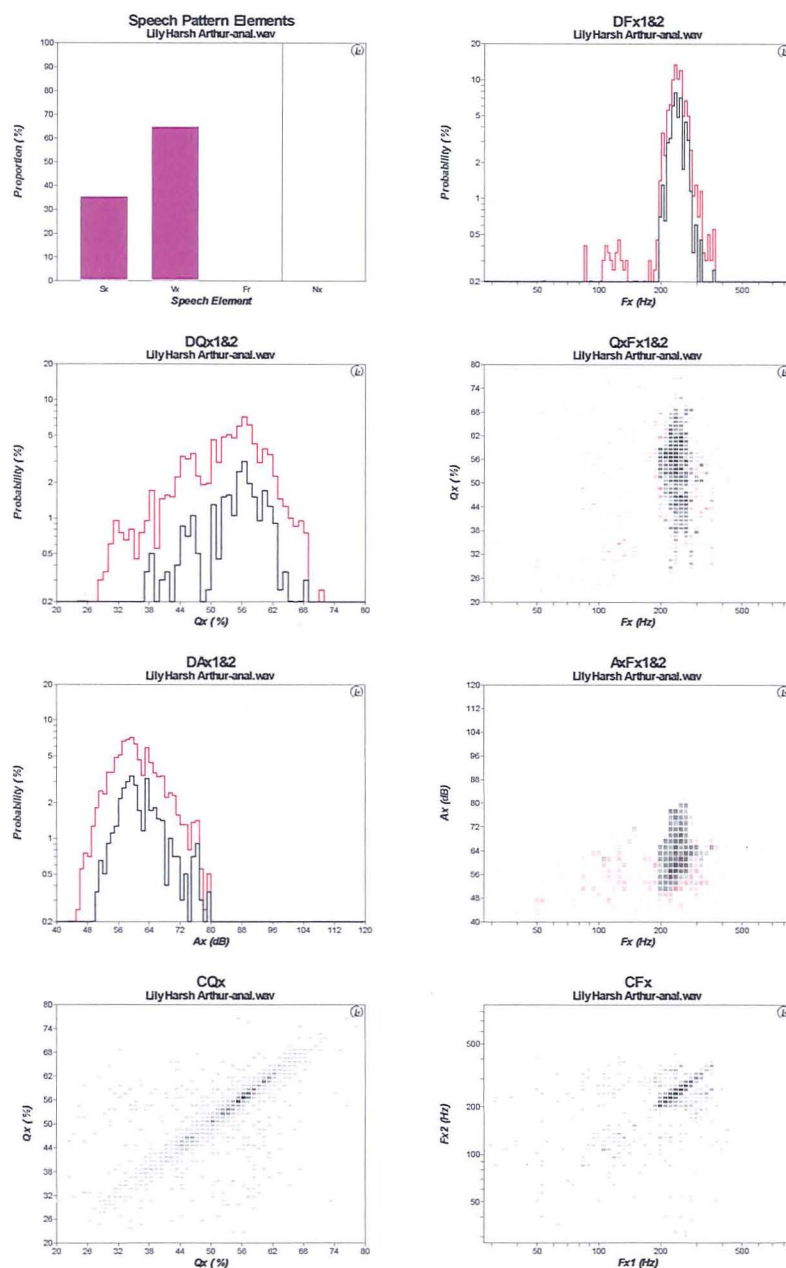 Speech Pattern Elements
Lily Harsh Arthur-anal.wav
Proportion (%)
100
90
80
70
60
50
40
30
20
10
0
Sx Vx Fr Nx
Speech Element
DFx1&2
Lily Harsh Arthur-anal.wav
Probability (%)
20
10
5
2
1
0.5
0.2
50 100 200 500
Fx (Hz)
DQx1&2
Lily Harsh Arthur-anal.wav
Probability (%)
20
10
5
2
1
0.5
0.2
20 26 32 38 44 50 56 62 68 74 80
Qx (%)
QxFx1&2
Lily Harsh Arthur-anal.wav
Qx (%)
80
74
68
62
56
50
44
38
32
26
20
50 100 200 500
Fx (Hz)
DAx1&2
Lily Harsh Arthur-anal.wav
Probability (%)
20
10
5
2
1
0.5
0.2
40 48 56 64 72 80 88 96 104 112 120
Ax (dB)
AxFx1&2
Lily Harsh Arthur-anal.wav
Ax (dB)
120
112
104
96
88
80
72
64
56
48
40
50 100 200 500
Fx (Hz)
CQx
Lily Harsh Arthur-anal.wav
Qx (%)
80
74
68
62
56
50
44
38
32
26
20
20 26 32 38 44 50 56 62 68 74 80
Qx (%)
CFx
Lily Harsh Arthur-anal.wav
Fx2 (Hz)
500
200
100
50
50 100 200 500
Fx1 (Hz)